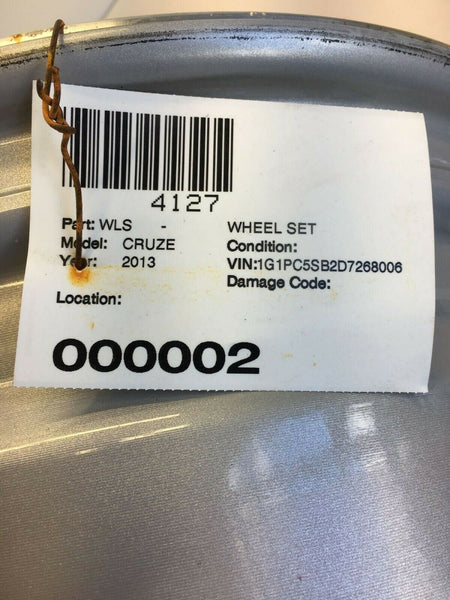 4127
Part: WLS - WHEEL SET
Model: CRUZE Condition:
Year: 2013 VIN:1G1PC5SB2D7268006
Damage Code:
Location:
000002